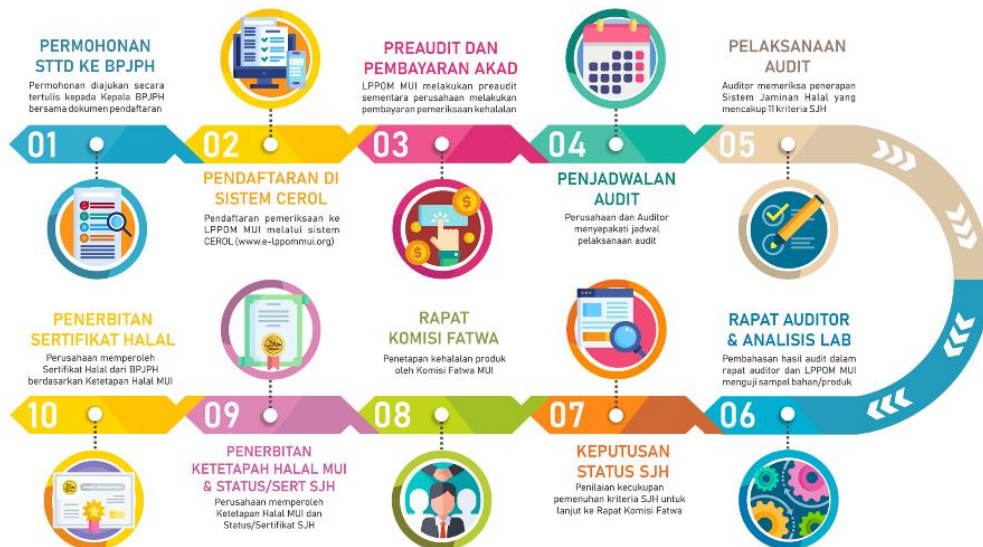 01
PERMOHONAN
STTD KE BPJPH
Permohonan diajukan secara
tertulis kepada Kepala BPJPH
bersama dokumen pendaftaran
02
PENDAFTARAN DI
SISTEM CEROL
Pendaftaran pemeriksaan ke
LPPOM MUI melalui sistem
CEROL (www.e-lppommui.org)
03
PREAUDIT DAN
PEMBAYARAN AKAD
LPPOM MUI melakukan preaudit
sementara perusahaan melakukan
pembayaran pemeriksaan kehalalan
04
PENJADWALAN
AUDIT
Perusahaan dan Auditor
menyepakati jadwal
pelaksanaan audit
05
PELAKSANAAN
AUDIT
Auditor memeriksa penerapan
Sistem Jaminan Halal yang
mencakup 11 kriteria SJH
06
RAPAT AUDITOR
& ANALISIS LAB
Pembahasan hasil audit dalam
rapat auditor dan LPPOM MUI
menguji sampel bahan/produk
07
KEPUTUSAN
STATUS SJH
Penilaian kecukupan
pemenuhan kriteria SJH untuk
lanjut ke Rapat Komisi Fatwa
08
RAPAT
KOMISI FATWA
Penetapan kehalalan produk
oleh Komisi Fatwa MUI
09
PENERBITAN
KETETAPAH HALAL MUI
& STATUS/SERT SJH
Perusahaan memperoleh
Ketetapan Halal MUI dan
Status/Sertifikat SJH
10
PENERBITAN
SERTIFIKAT HALAL
Perusahaan memperoleh
Sertifikat Halal dari BPJPH
berdasarkan Ketetapan Halal MUI